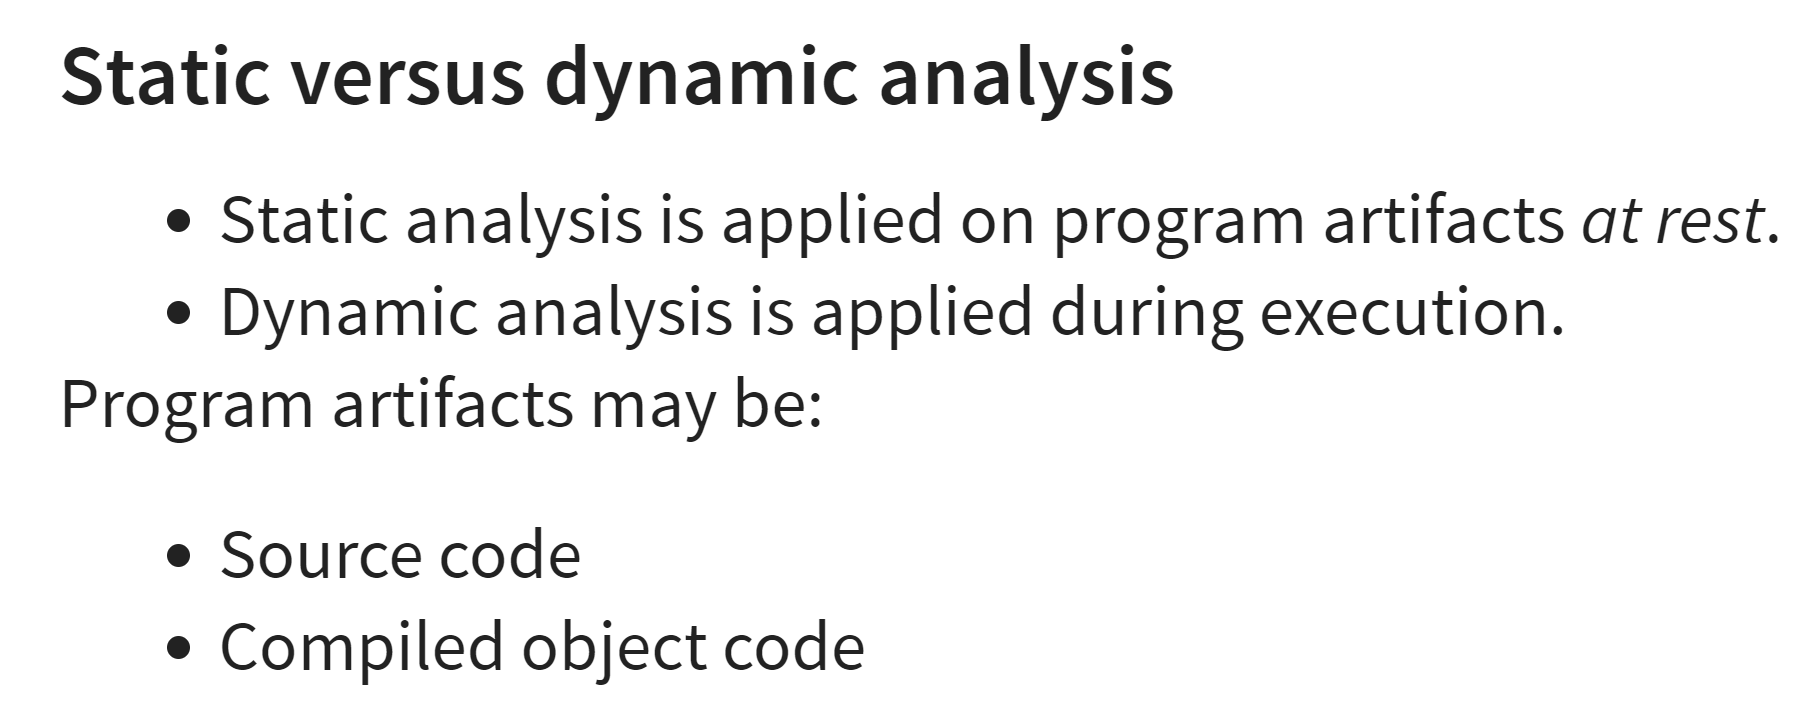 Static versus dynamic analysis
• Static analysis is applied on program artifacts at rest.
• Dynamic analysis is applied during execution.
Program artifacts may be:
• Source code
• Compiled object code